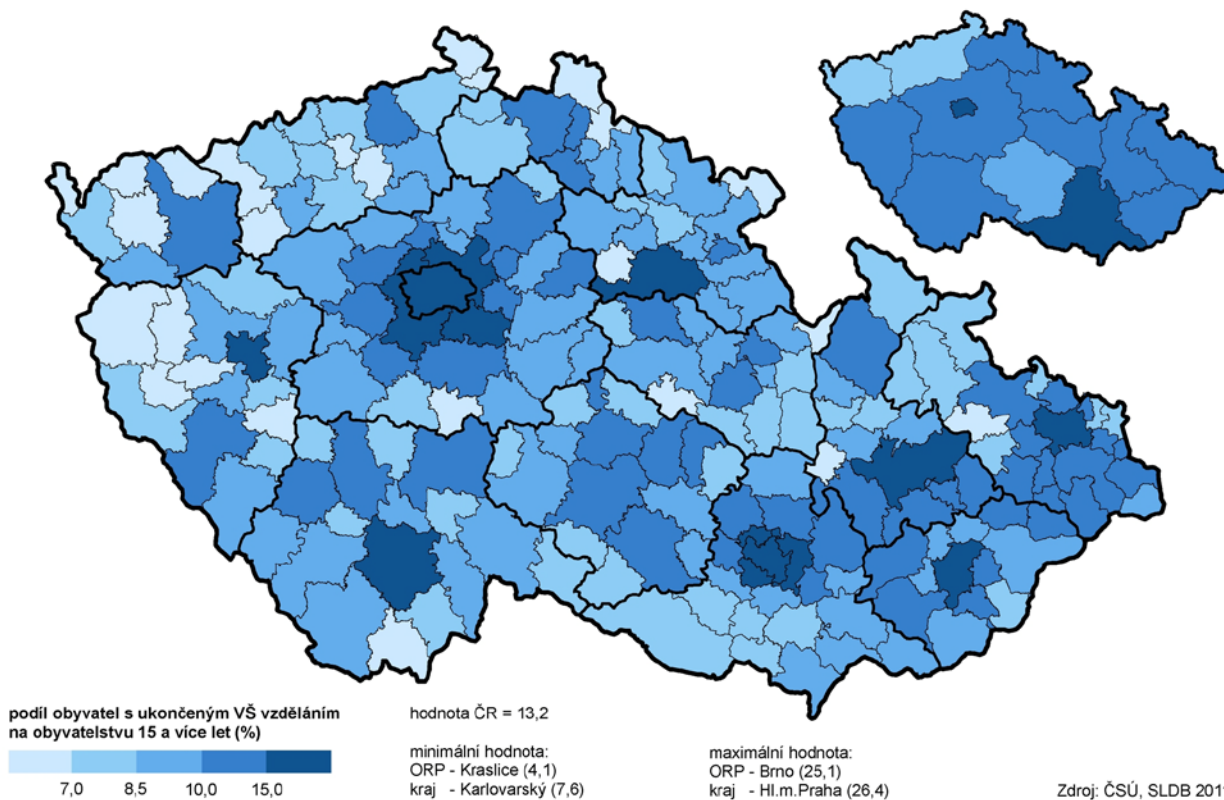 podíl obyvatel s ukončeným VŠ vzděláním
na obyvatelstvu 15 a více let (%)
7,0 8,5 10,0 15,0
hodnota ČR = 13,2
minimální hodnota:
ORP - Kraslice (4,1)
kraj - Karlovarský (7,6)
maximální hodnota:
ORP - Brno (25,1)
kraj - Hl.m.Praha (26,4)
Zdroj: ČSÚ, SLDB 201